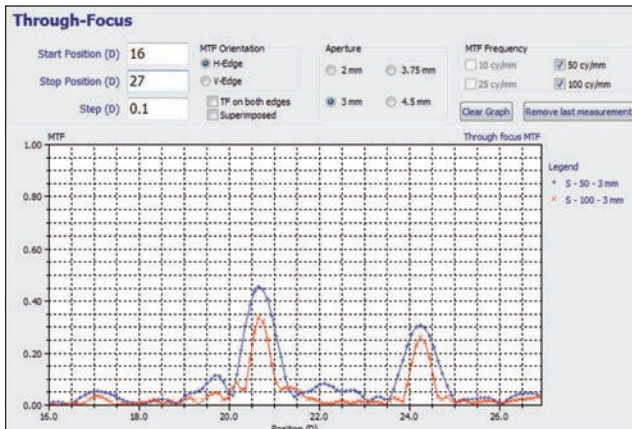 Through-Focus
Start Position (D) 16
Stop Position (D) 27
Step (D) 0.1
MTF Orientation
H-Edge
V-Edge
TF on both edges
Superimposed
Aperture
2 mm 3.75 mm
3 mm 4.5 mm
MTF Frequency
10 cy/mm 50 cy/mm
25 cy/mm 100 cy/mm
Clear Graph Remove last measurement
MTF Through focus MTF
1.00
0.80
0.60
0.40
0.20
0.00
16.0 18.0 20.0 22.0 24.0 26.0
Position (D)
Legend
S - 50 - 3 mm
S - 100 - 3 mm